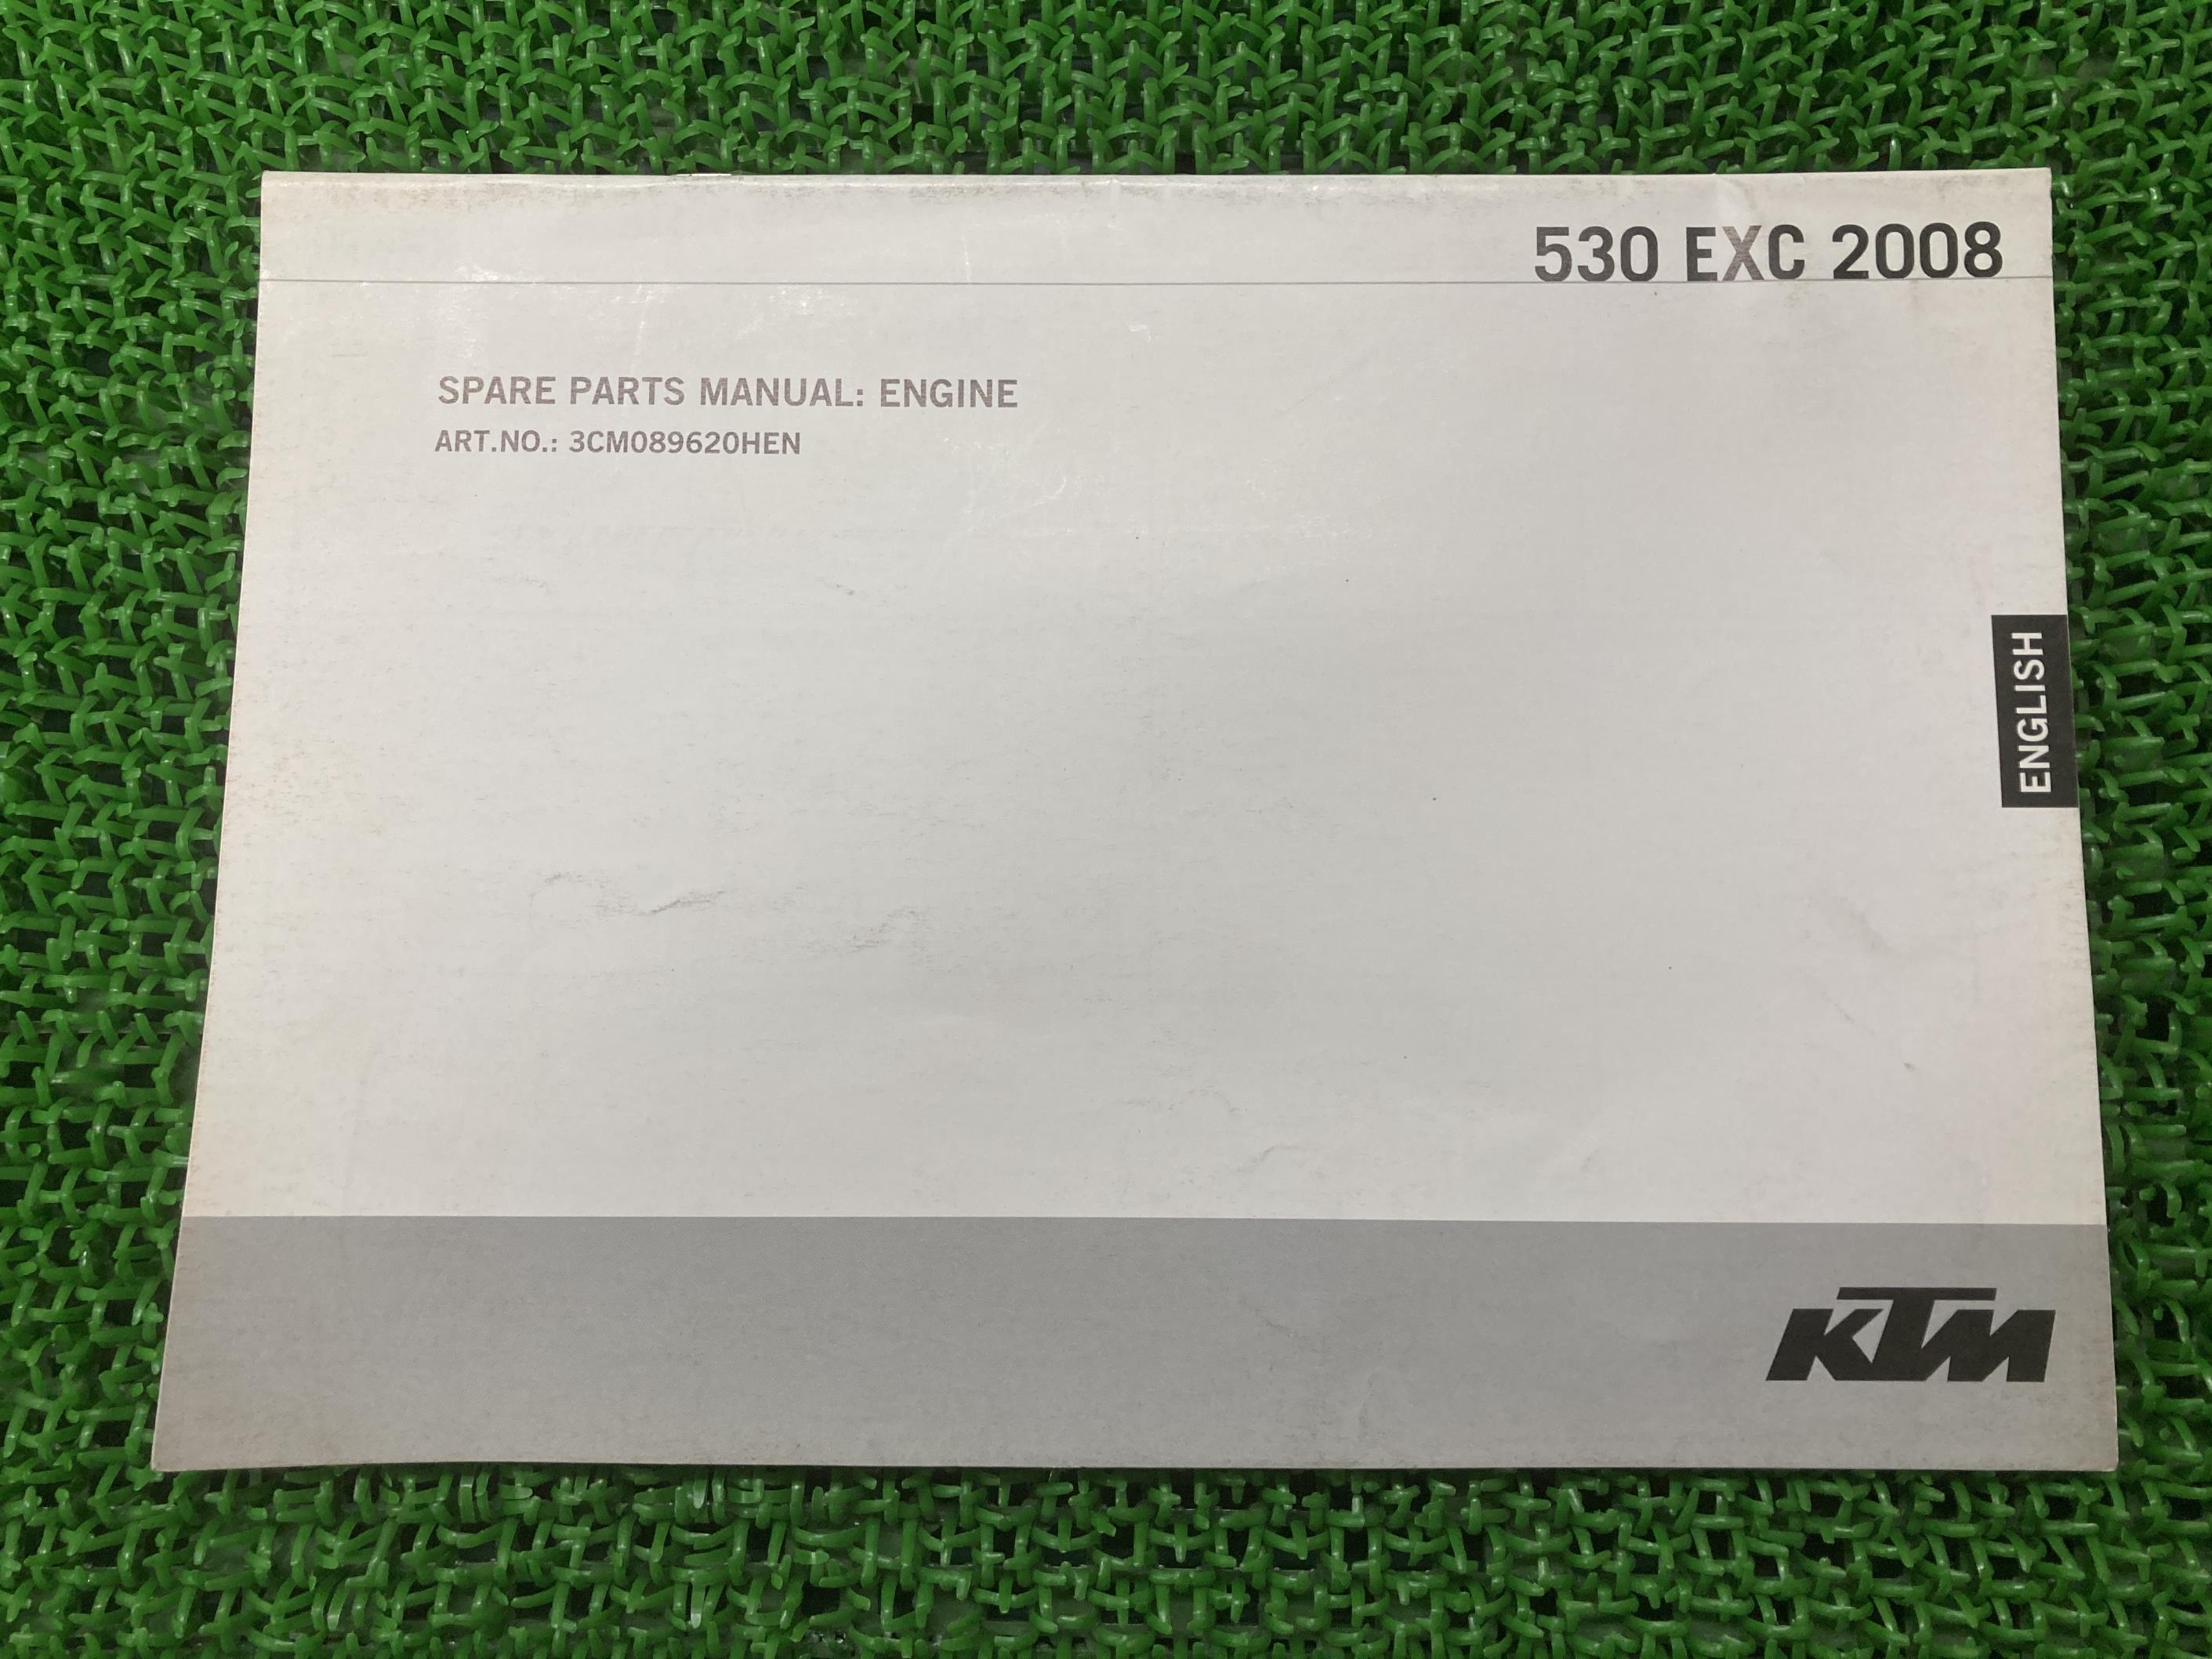 530 EXC 2008
SPARE PARTS MANUAL: ENGINE
ART.NO.: 3CM089620HEN
ENGLISH
KTM